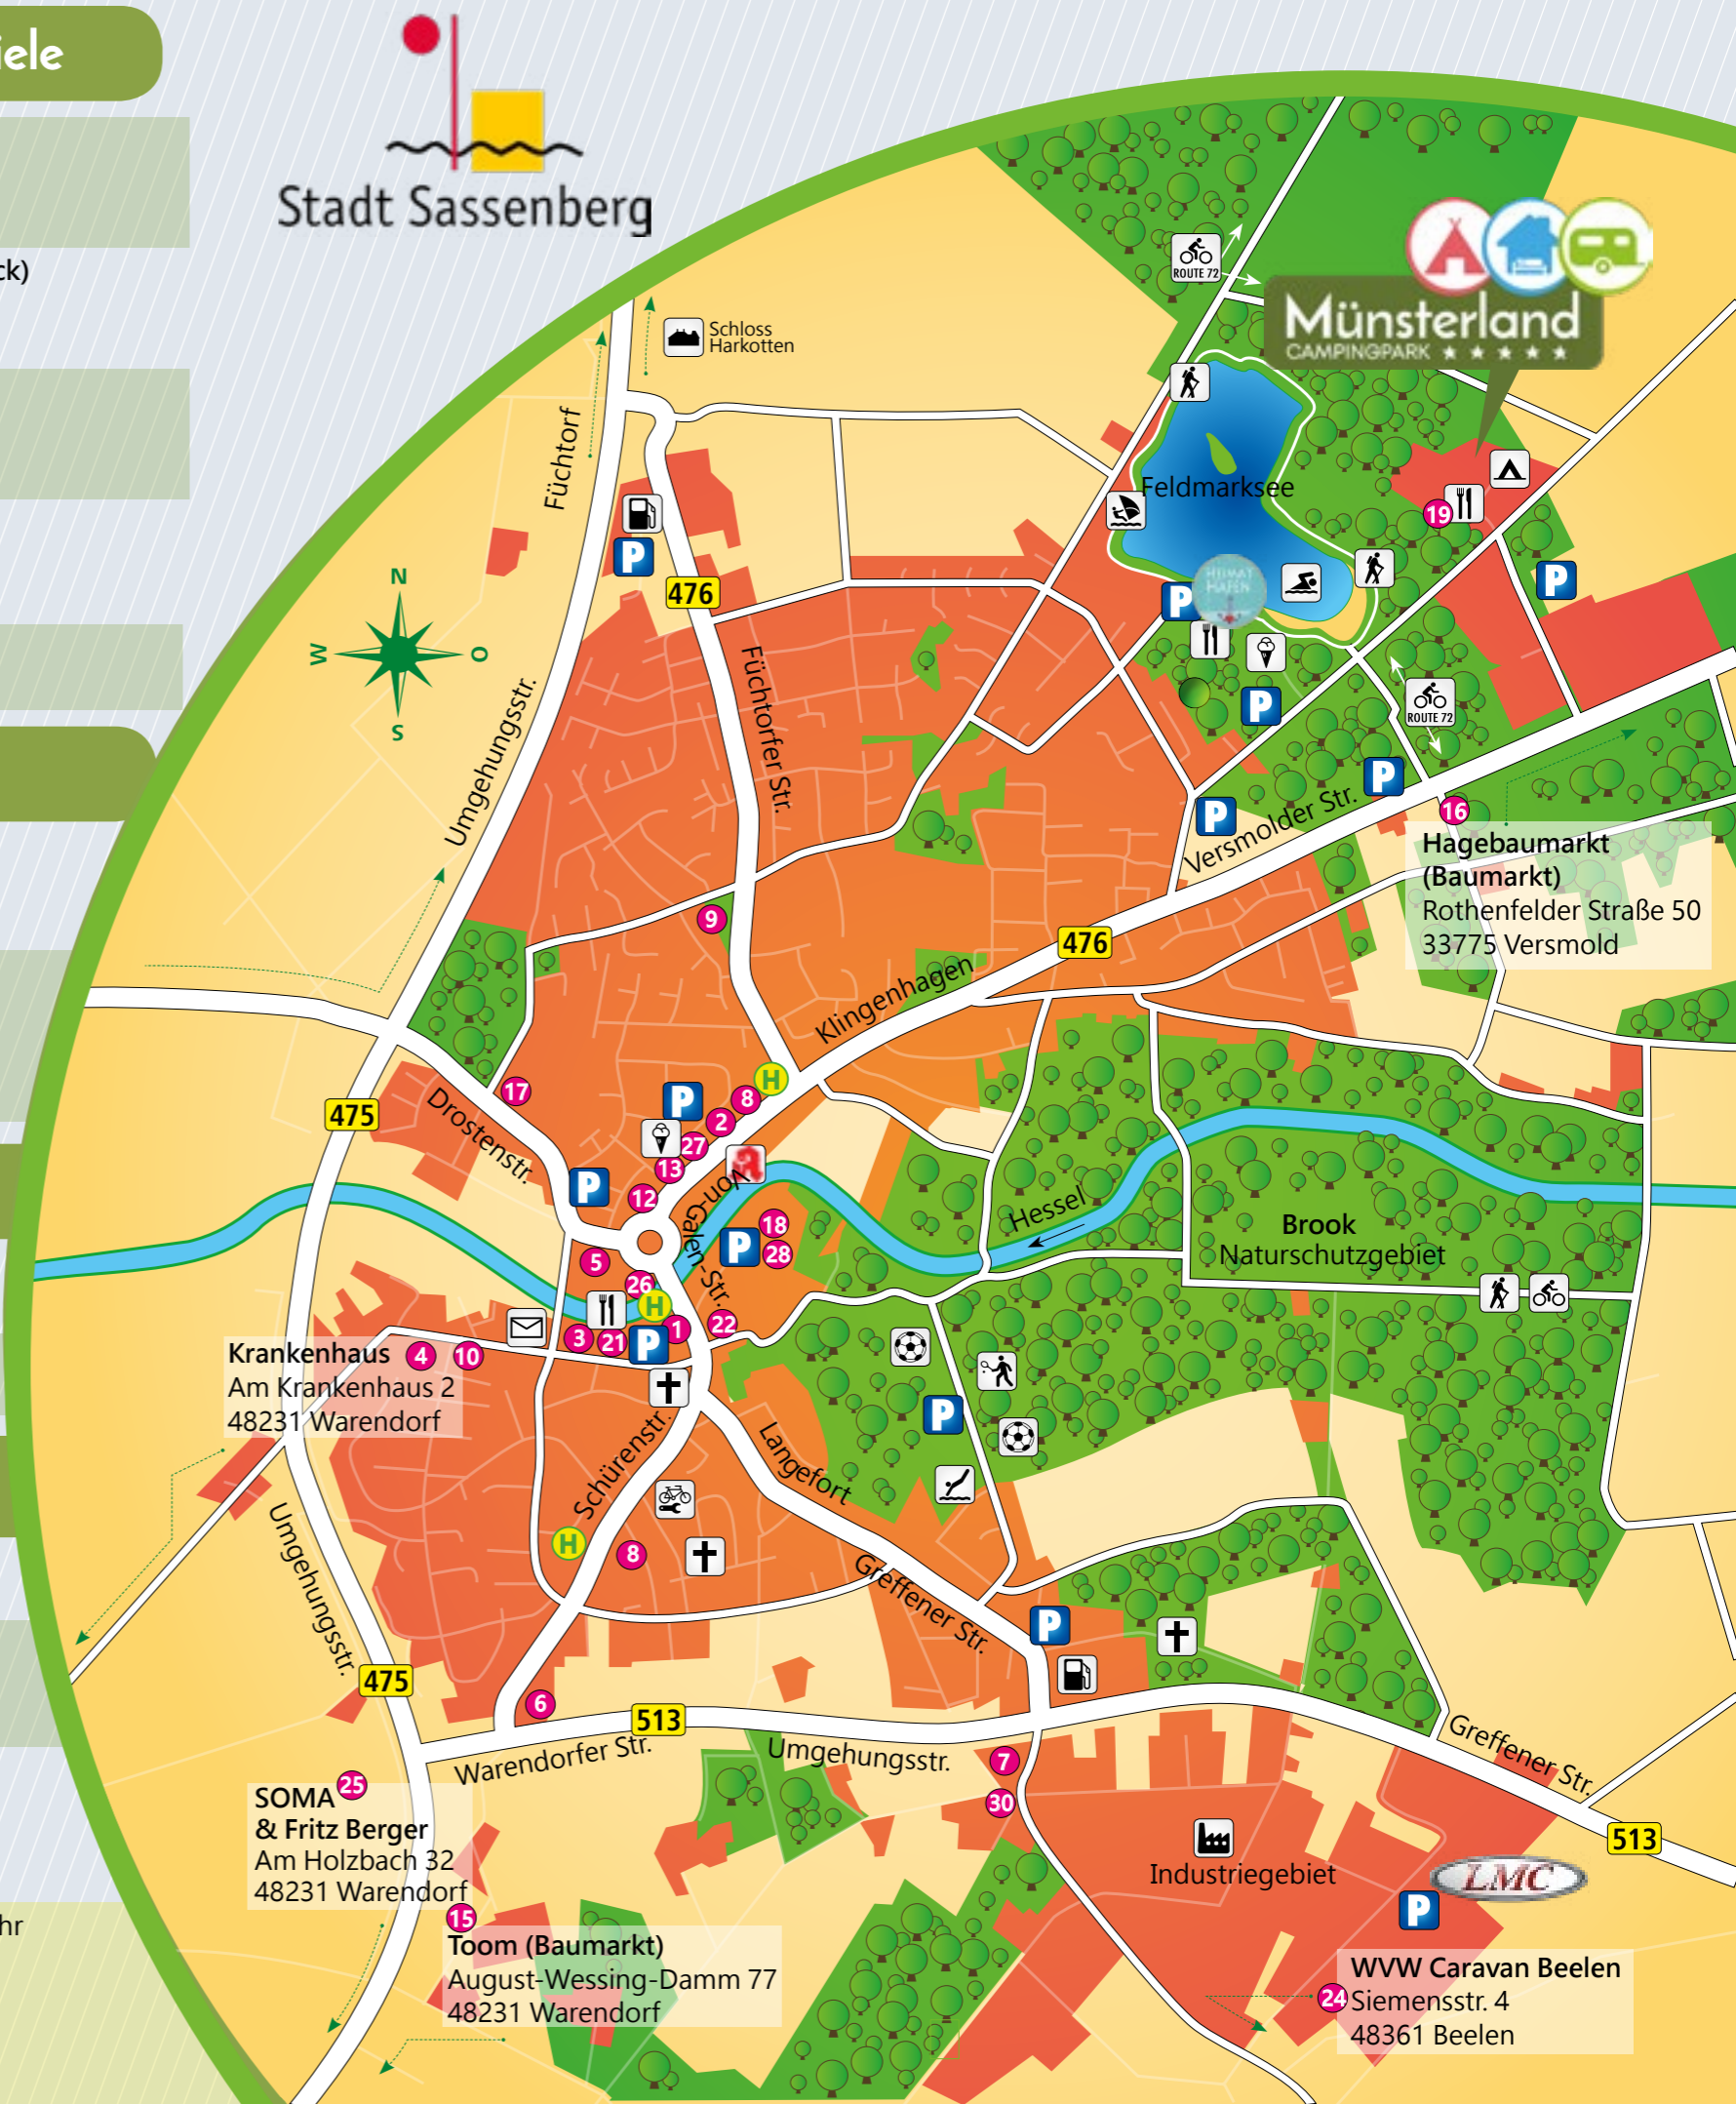 iele
ck)
hr
Stadt Sassenberg
ROUTE 72
Münsterland
CAMPINGPARK ★ ★ ★ ★ ★
Schloss
Harkotten
Füchtorf
Feldmarksee
19
P
P
476
HEIMAT
HAFEN
P
N
W
O
S
Füchtorfer Str.
Umgehungsstr.
ROUTE 72
P
P
P
Versmolder Str.
16
Hagebaumarkt
(Baumarkt)
Rothenfelder Straße 50
33775 Versmold
9
476
Klingenhagen
H
17
475
Drostenstr.
P
8
2
27
13
a
P
12
Von-
Galen-Str.
18
P
28
Hessel
Brook
Naturschutzgebiet
5
26
H
1
22
3
21
P
Krankenhaus
4
10
Am Krankenhaus 2
48231 Warendorf
P
Schürenstr.
Langefort
H
8
Umgehungsstr.
Greffener Str.
P
475
6
513
Warendorfer Str.
Umgehungsstr.
7
30
Greffener Str.
513
SOMA
25
& Fritz Berger
Am Holzbach 32
48231 Warendorf
Industriegebiet
LMC
P
15
Toom (Baumarkt)
August-Wessing-Damm 77
48231 Warendorf
WVW Caravan Beelen
24
Siemensstr. 4
48361 Beelen